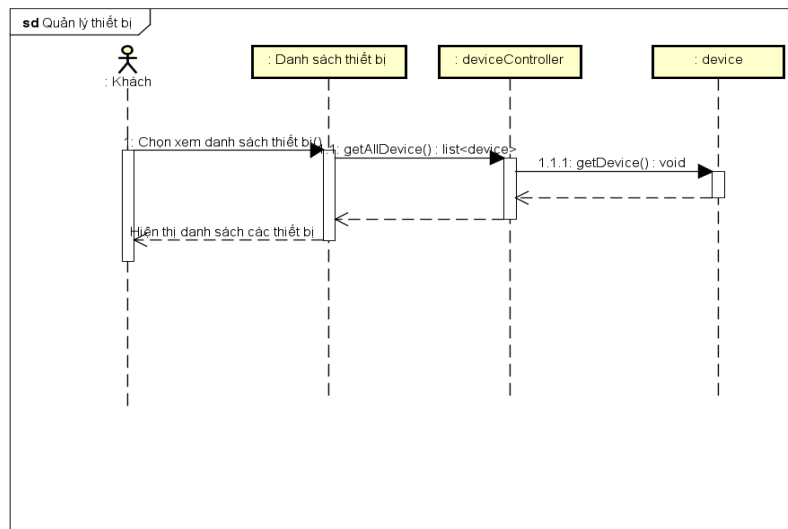 sd Quản lý thiết bị
: Khách
: Danh sách thiết bị
: deviceController
: device
1: Chọn xem danh sách thiết bị()
1: getAllDevice() : list<device>
1.1.1: getDevice() : void
Hiển thị danh sách các thiết bị